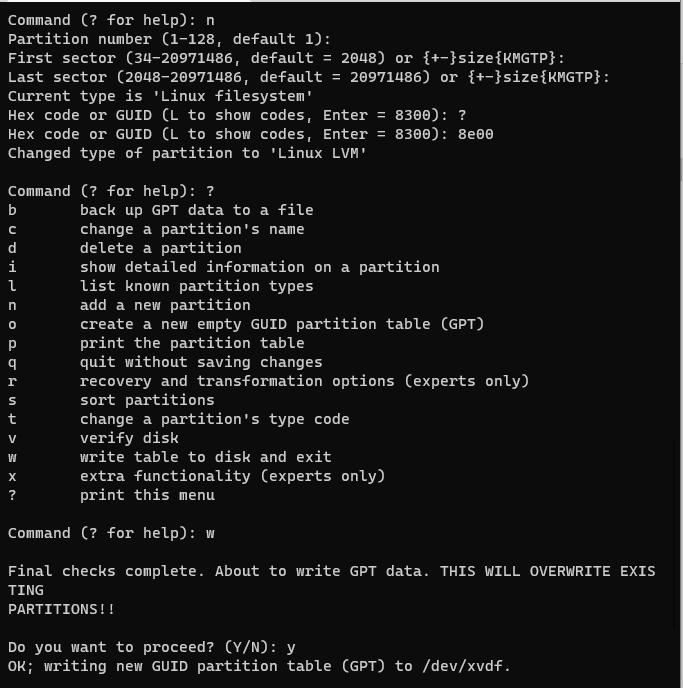 Command (? for help): n
Partition number (1-128, default 1):
First sector (34-20971486, default = 2048) or {+-}size{KMGTP}:
Last sector (2048-20971486, default = 20971486) or {+-}size{KMGTP}:
Current type is 'Linux filesystem'
Hex code or GUID (L to show codes, Enter = 8300): ?
Hex code or GUID (L to show codes, Enter = 8300): 8e00
Changed type of partition to 'Linux LVM'

Command (? for help): ?
b       back up GPT data to a file
c       change a partition's name
d       delete a partition
i       show detailed information on a partition
l       list known partition types
n       add a new partition
o       create a new empty GUID partition table (GPT)
p       print the partition table
q       quit without saving changes
r       recovery and transformation options (experts only)
s       sort partitions
t       change a partition's type code
v       verify disk
w       write table to disk and exit
x       extra functionality (experts only)
?       print this menu

Command (? for help): w

Final checks complete. About to write GPT data. THIS WILL OVERWRITE EXIS
TING
PARTITIONS!!

Do you want to proceed? (Y/N): y
OK; writing new GUID partition table (GPT) to /dev/xvdf.